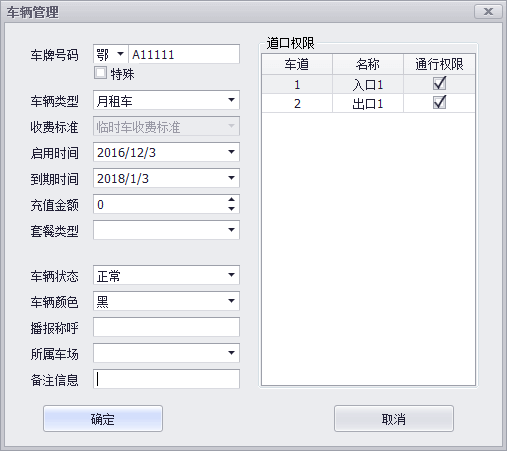 车辆管理
车牌号码 鄂 A11111
特殊
车辆类型 月租车
收费标准 临时车收费标准
启用时间 2016/12/3
到期时间 2018/1/3
充值金额 0
套餐类型
车辆状态 正常
车辆颜色 黑
播报称呼
所属车场
备注信息
道口权限
车道 名称 通行权限
1 入口1
2 出口1
确定 取消